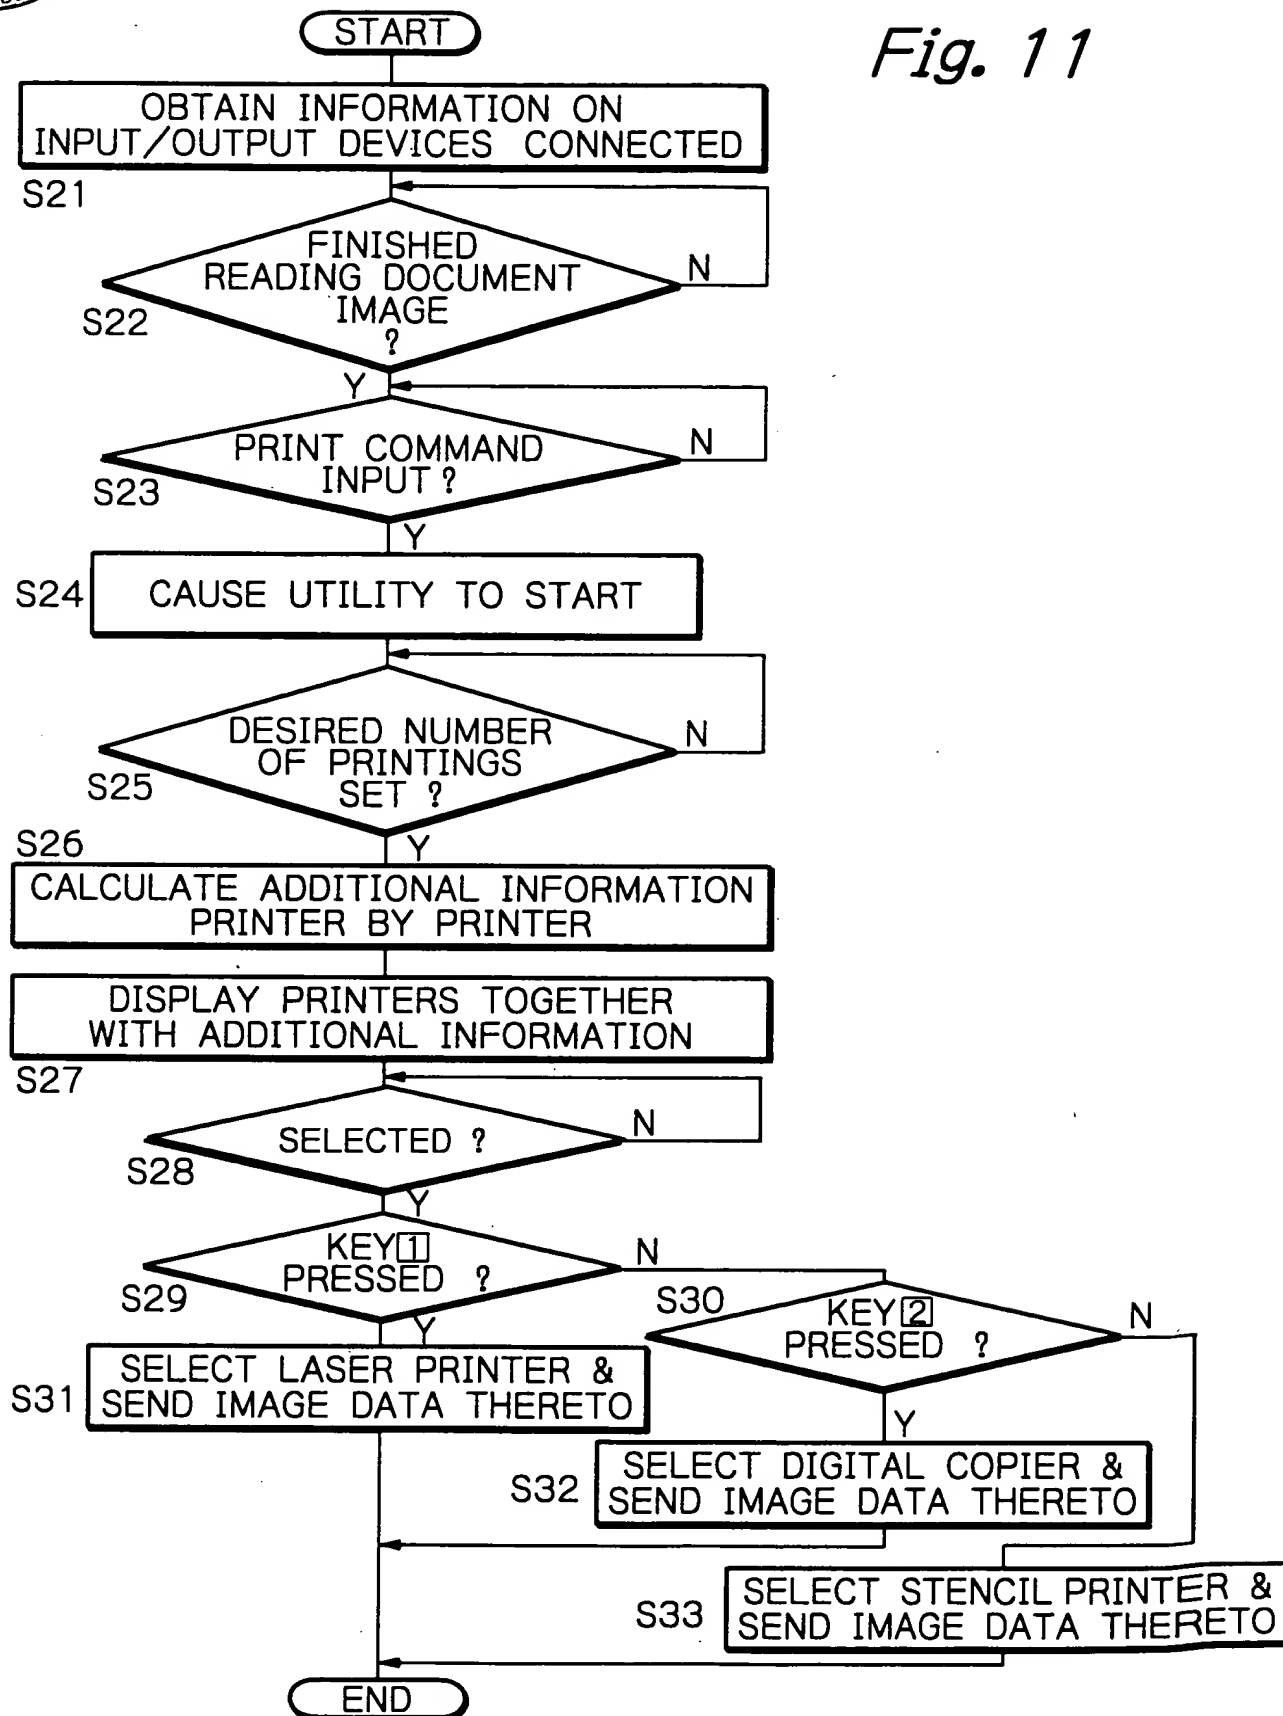 START
Fig. 11
OBTAIN INFORMATION ON
INPUT/OUTPUT DEVICES CONNECTED
S21
FINISHED
READING DOCUMENT
IMAGE
?
N
S22
Y
PRINT COMMAND
INPUT ?
N
S23
Y
S24
CAUSE UTILITY TO START
DESIRED NUMBER
OF PRINTINGS
SET ?
N
S25
Y
S26
CALCULATE ADDITIONAL INFORMATION
PRINTER BY PRINTER
DISPLAY PRINTERS TOGETHER
WITH ADDITIONAL INFORMATION
S27
SELECTED ?
N
S28
Y
KEY 1
PRESSED ?
N
S29
Y
S30
KEY 2
PRESSED ?
N
Y
S31
SELECT LASER PRINTER &
SEND IMAGE DATA THERETO
S32
SELECT DIGITAL COPIER &
SEND IMAGE DATA THERETO
S33
SELECT STENCIL PRINTER &
SEND IMAGE DATA THERETO
END